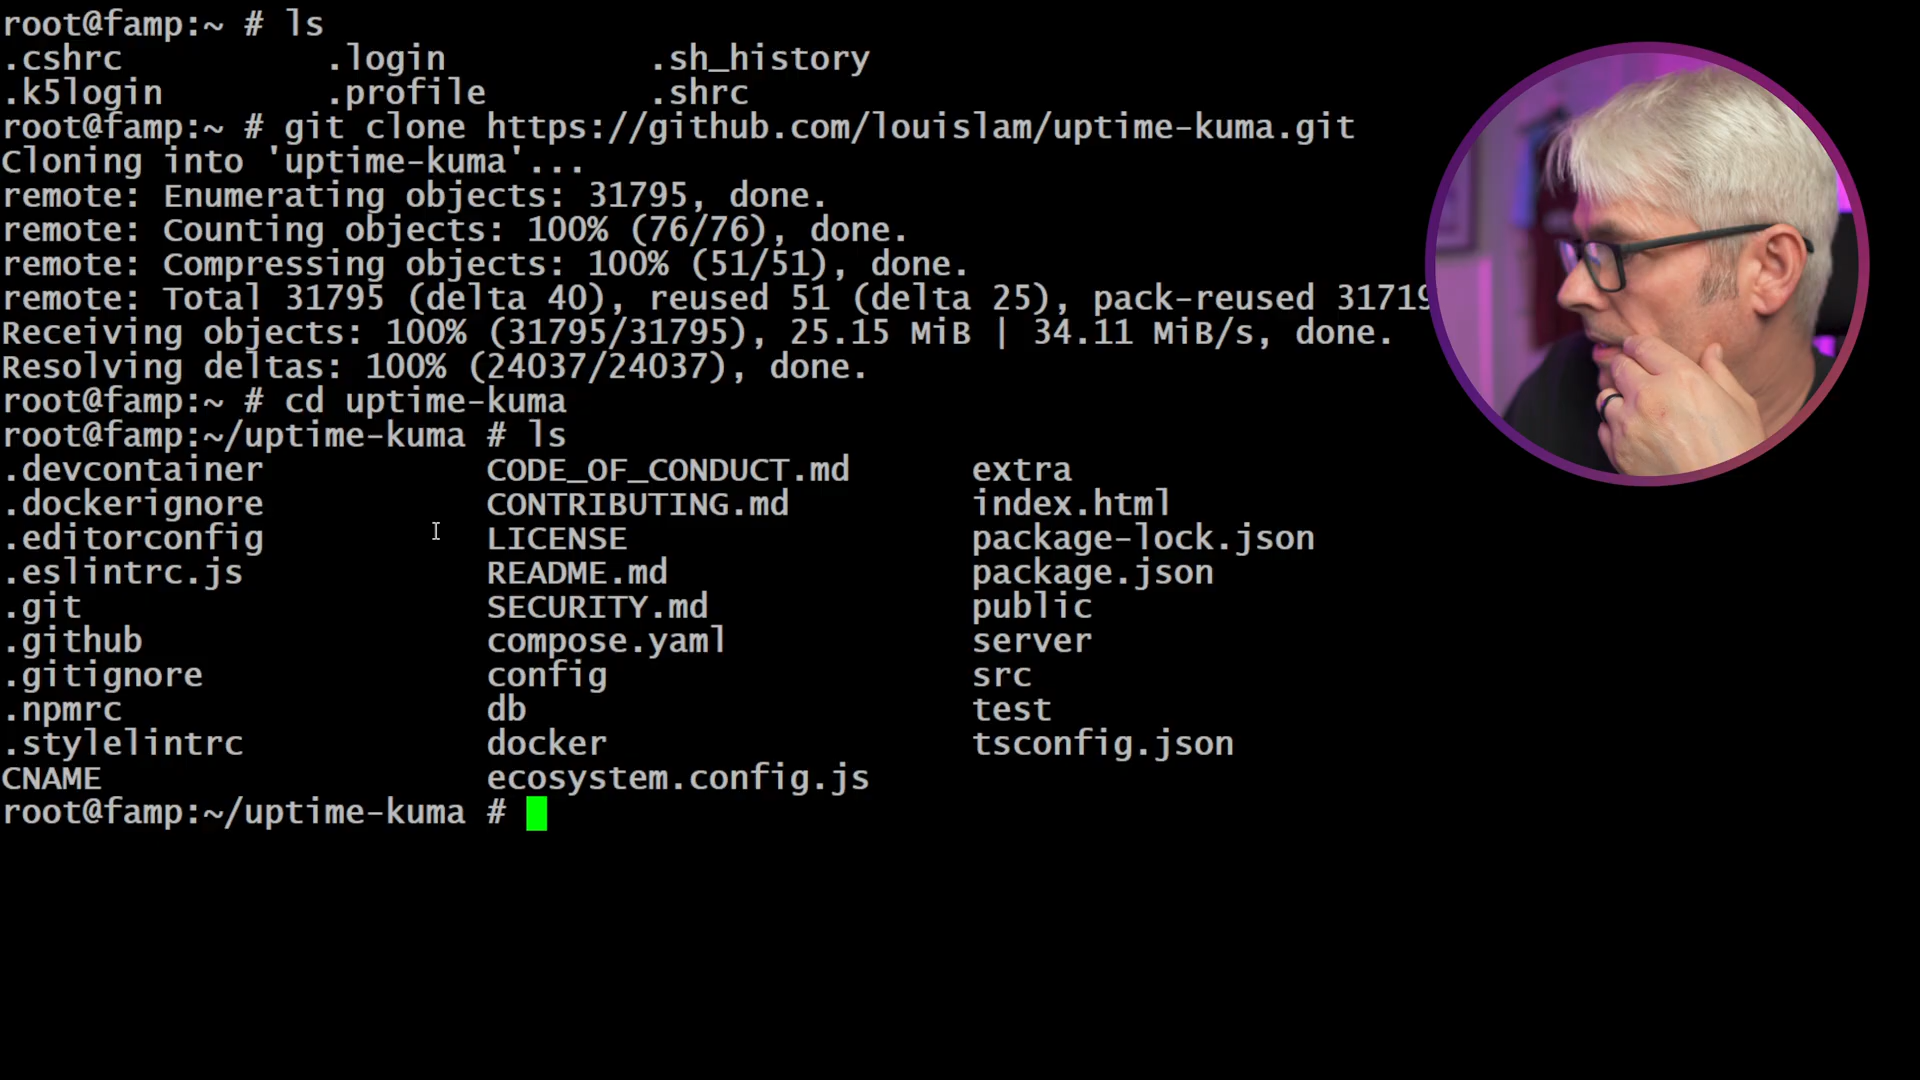 root@famp:~ # ls
.cshrc .login .sh_history
.k5login .profile .shrc
root@famp:~ # git clone https://github.com/louislam/uptime-kuma.git
Cloning into 'uptime-kuma'...
remote: Enumerating objects: 31795, done.
remote: Counting objects: 100% (76/76), done.
remote: Compressing objects: 100% (51/51), done.
remote: Total 31795 (delta 40), reused 51 (delta 25), pack-reused 31719
Receiving objects: 100% (31795/31795), 25.15 MiB | 34.11 MiB/s, done.
Resolving deltas: 100% (24037/24037), done.
root@famp:~ # cd uptime-kuma
root@famp:~/uptime-kuma # ls
.devcontainer CODE_OF_CONDUCT.md extra
.dockerignore CONTRIBUTING.md index.html
.editorconfig LICENSE package-lock.json
.eslintrc.js README.md package.json
.git SECURITY.md public
.github compose.yaml server
.gitignore config src
.npmrc db test
.stylelintrc docker tsconfig.json
CNAME ecosystem.config.js
root@famp:~/uptime-kuma #